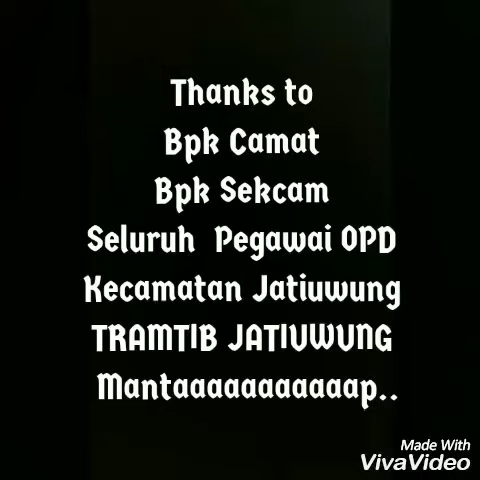 Thanks to
Bpk Camat
Bpk Sekcam
Seluruh Pegawai OPD
Kecamatan Jatiuwung
TRAMTIB JATIUWUNG
Mantaaaaaaaaaaap..
Made With
VivaVideo